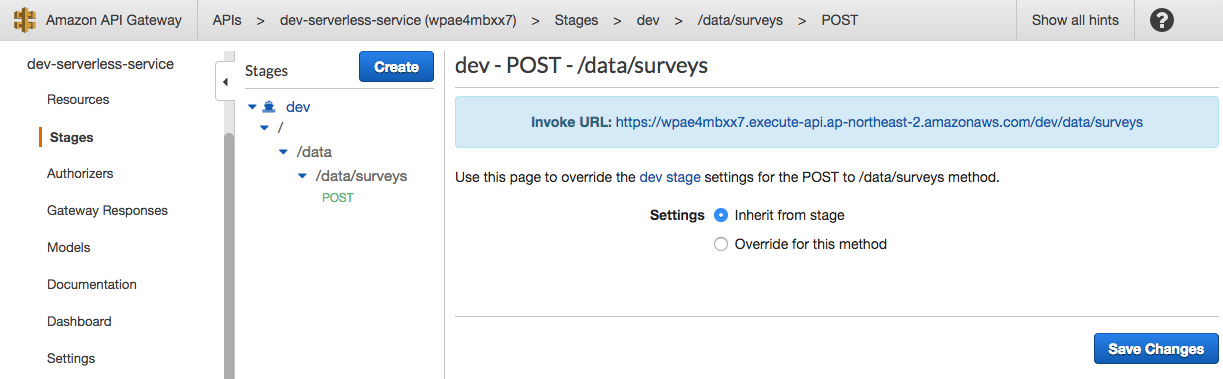 Amazon API Gateway APIs > dev-serverless-service (wpae4mbxx7) > Stages > dev > /data/surveys > POST Show all hints ?
dev-serverless-service
Resources
Stages
Authorizers
Gateway Responses
Models
Documentation
Dashboard
Settings
Stages Create
dev
/
/data
/data/surveys
POST
dev - POST - /data/surveys
Invoke URL: https://wpae4mbxx7.execute-api.ap-northeast-2.amazonaws.com/dev/data/surveys
Use this page to override the dev stage settings for the POST to /data/surveys method.
Settings Inherit from stage
Override for this method
Save Changes